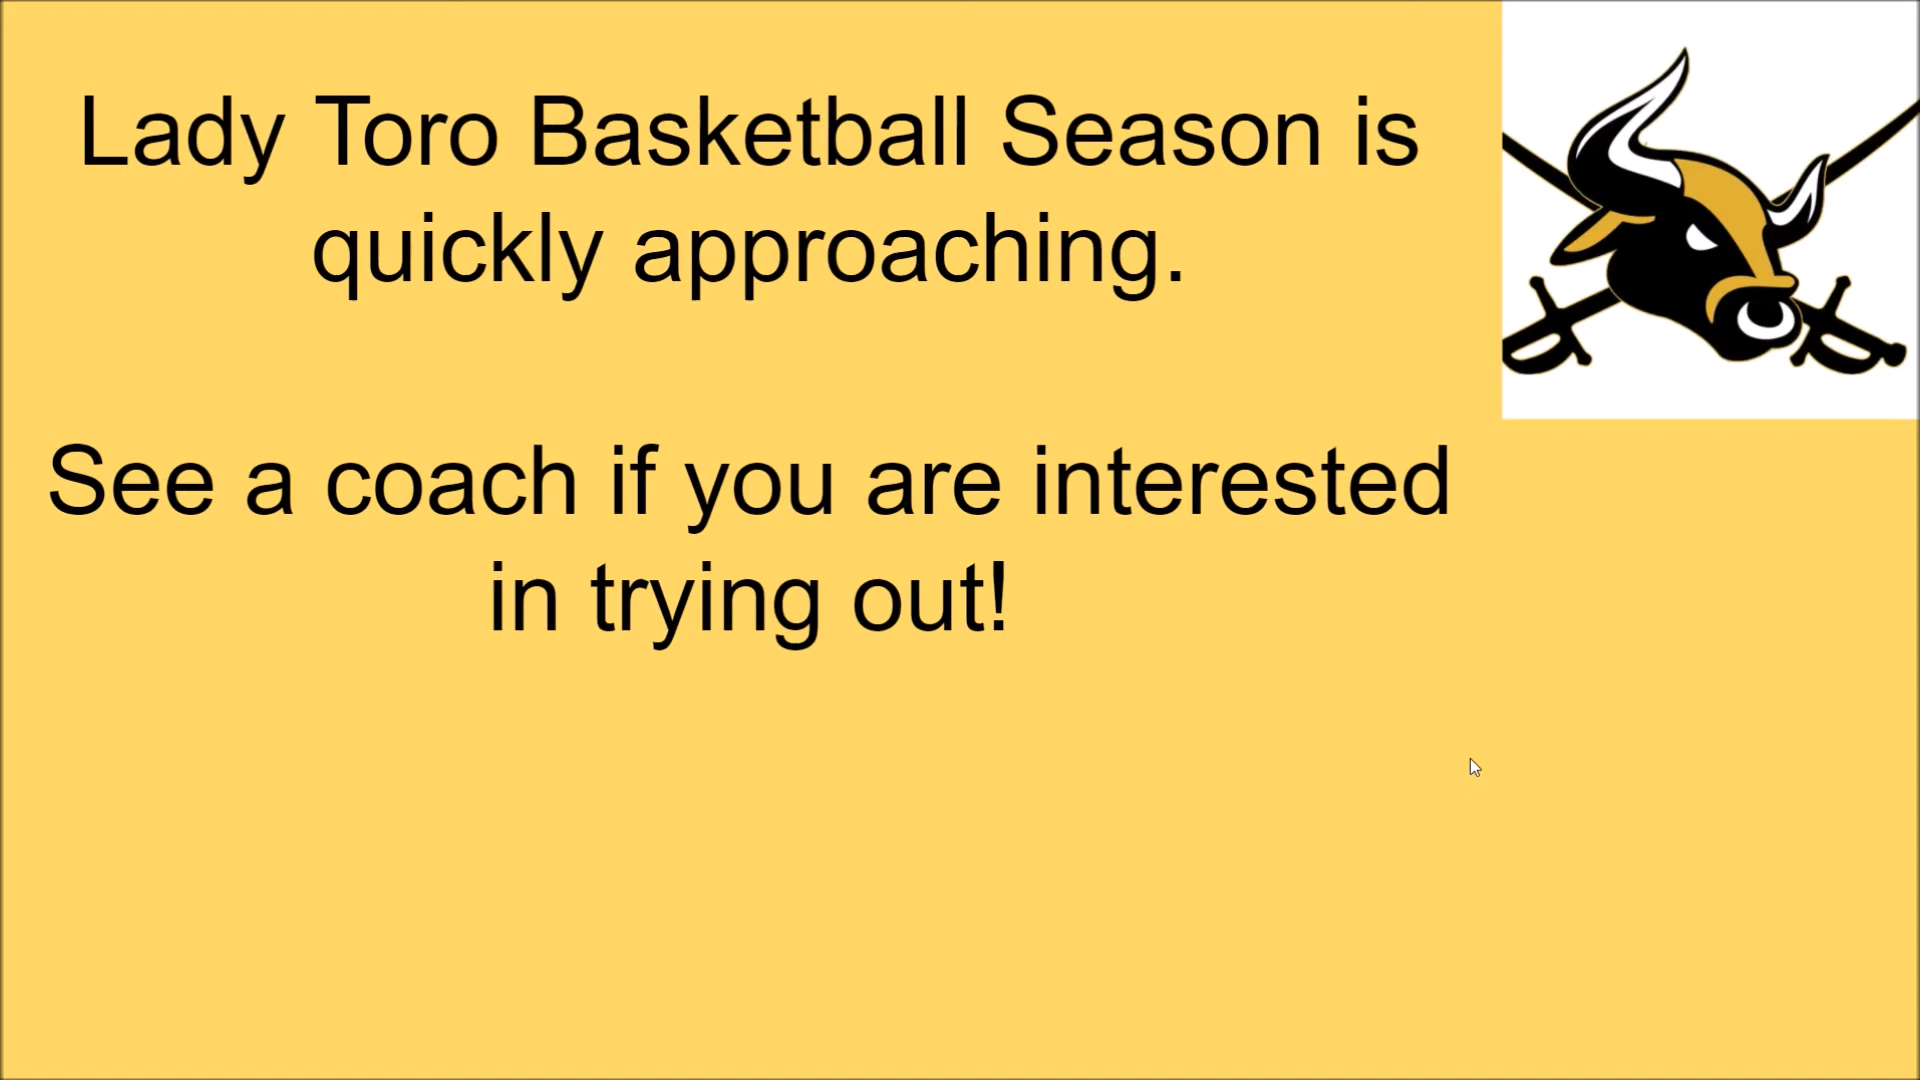 Lady Toro Basketball Season is
quickly approaching.
See a coach if you are interested
in trying out!